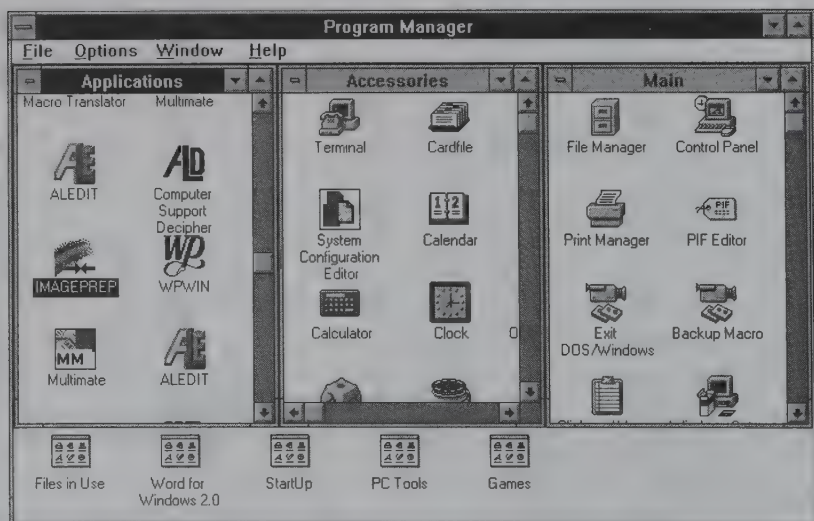 Program Manager
File Options Window Help
Applications
Macro Translator Multimate
ALEDIT
Computer
Support
Decipher
IMAGEPREP
WPWIN
MM
Multimate
ALEDIT
Accessories
Terminal
Cardfile
System
Configuration
Editor
Calendar
Calculator
Clock
Main
File Manager
Control Panel
Print Manager
PIF
PIF Editor
Exit
DOS/Windows
Backup Macro
Files in Use
Word for
Windows 2.0
StartUp
PC Tools
Games